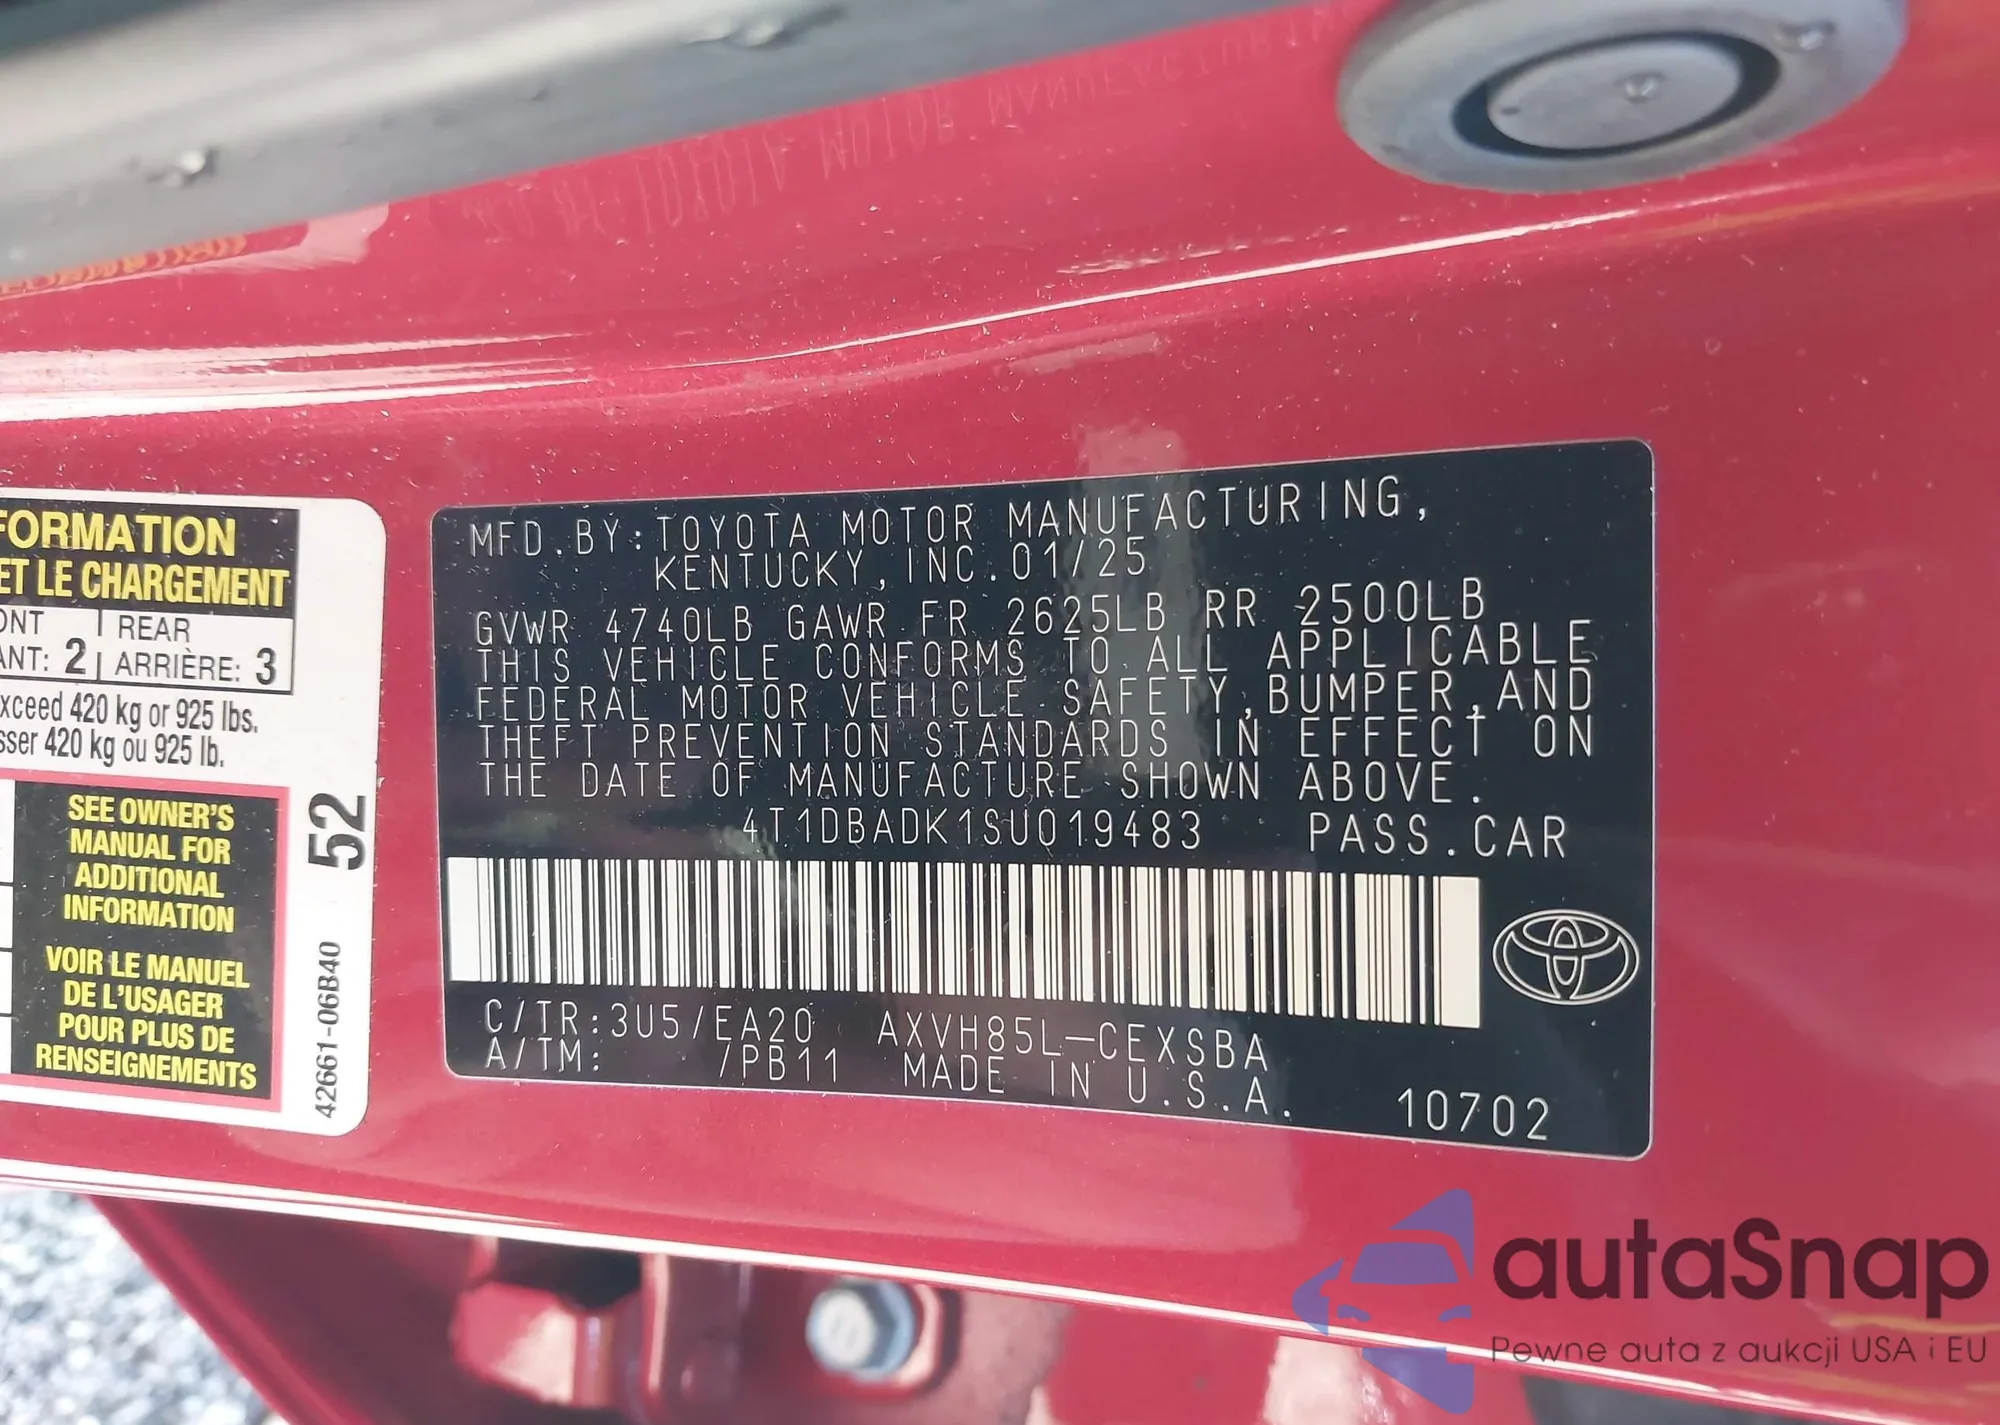 FORMATION
ET LE CHARGEMENT
REAR
ANT: 2 ARRIÈRE: 3
xceed 420 kg or 925 lbs.
sser 420 kg ou 925 lb.
SEE OWNER'S
MANUAL FOR
ADDITIONAL
INFORMATION
VOIR LE MANUEL
DE L'USAGER
POUR PLUS DE
RENSEIGNEMENTS
52
42661-06B40
MFD.BY:TOYOTA MOTOR MANUFACTURING,
KENTUCKY,INC.01/25
GVWR 4740LB GAWR FR 2625LB RR 2500LB
THIS VEHICLE CONFORMS TO ALL APPLICABLE
FEDERAL MOTOR VEHICLE SAFETY,BUMPER,AND
THEFT PREVENTION STANDARDS IN EFFECT ON
THE DATE OF MANUFACTURE SHOWN ABOVE.
4T1DBADK1SU019483 PASS.CAR
C/TR:3U5/EA20 AXVH85L-CEXSBA
A/TM: /PB11 MADE IN U.S.A.
10702
autaSnap
Pewne auta z aukcji USA i EU